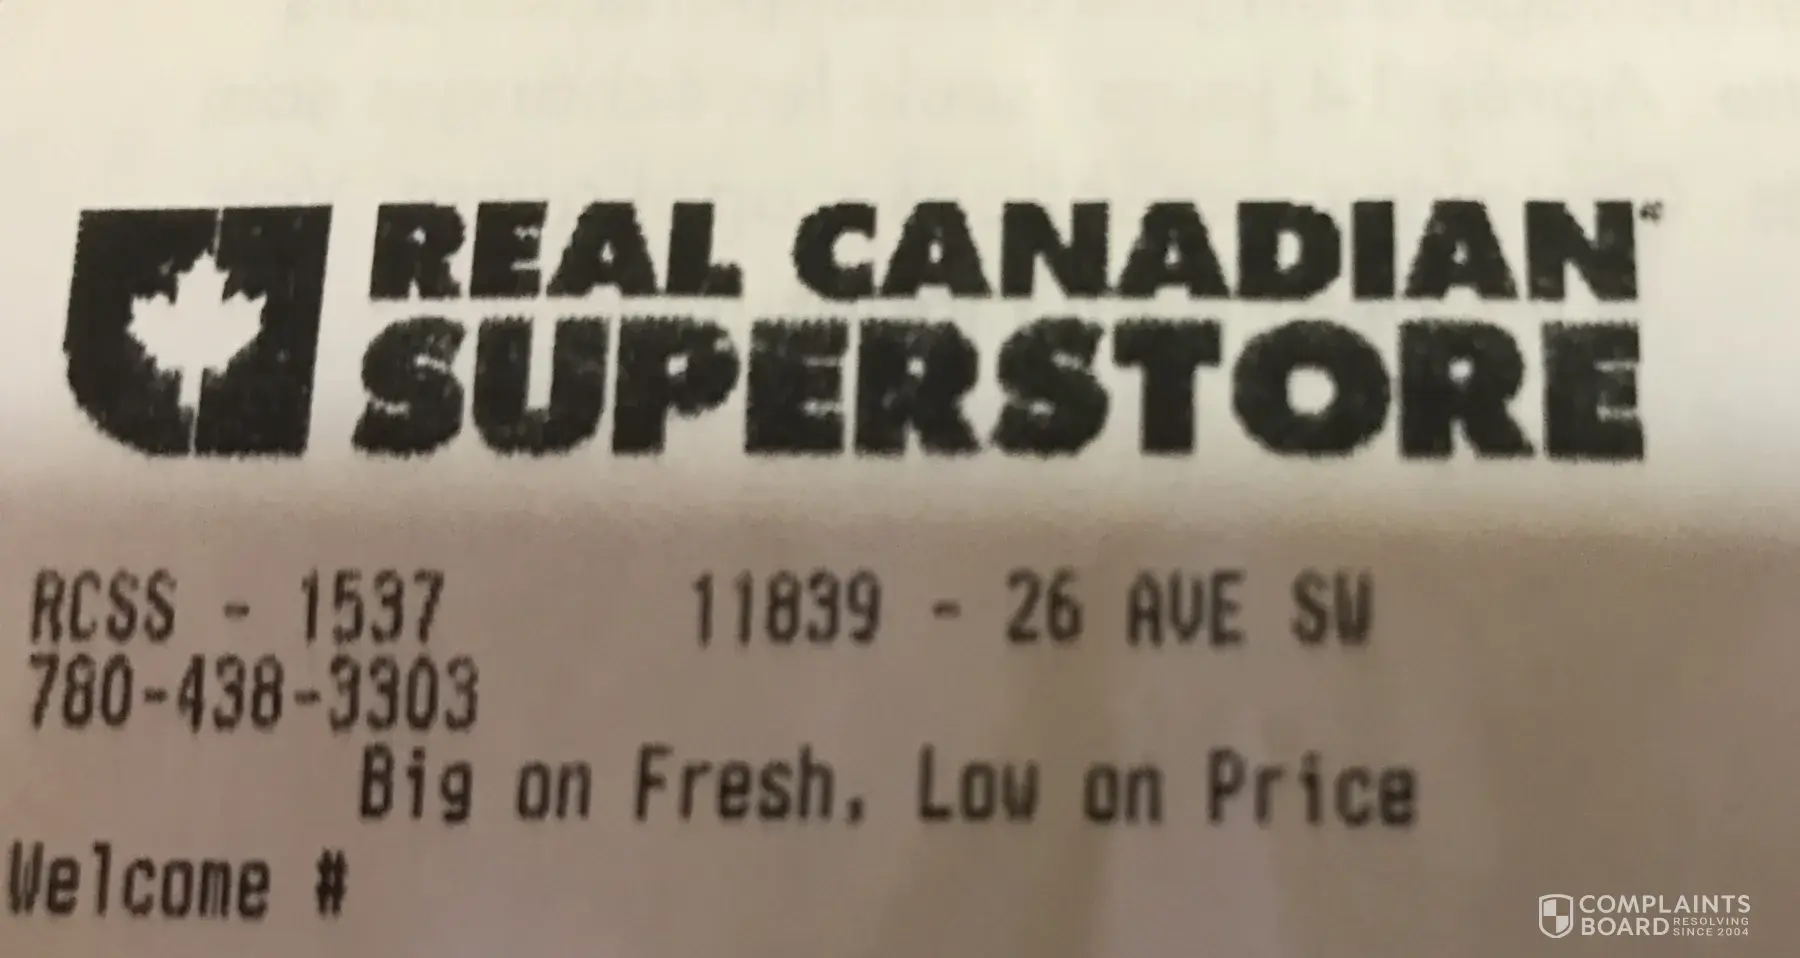 REAL CANADIAN
SUPERSTORE
RCSS - 1537 11839 - 26 AVE SW
780-438-3303
Big on Fresh, Low on Price
Welcome #
COMPLAINTS
BOARD RESOLVING
SINCE 2004